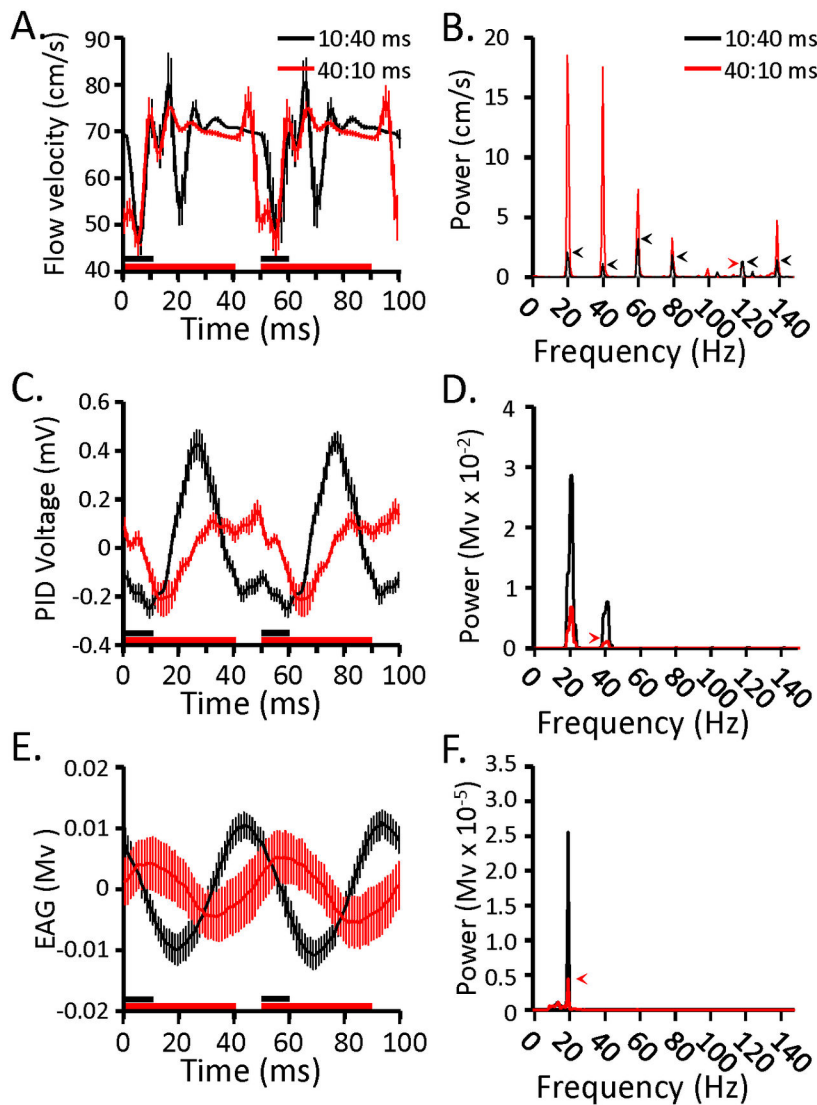 A.
10:40 ms
40:10 ms
Flow velocity (cm/s)
90
80
70
60
50
40
0 20 40 60 80 100
Time (ms)
B.
10:40 ms
40:10 ms
Power (cm/s)
20
15
10
5
0
0 20 40 60 80 100 120 140
Frequency (Hz)
C.
PID Voltage (mV)
0.6
0.4
0.2
0
-0.2
-0.4
0 20 40 60 80 100
Time (ms)
D.
Power (Mv x 10-2)
4
3
2
1
0
0 20 40 60 80 100 120 140
Frequency (Hz)
E.
EAG (Mv)
0.02
0.01
0
-0.01
-0.02
0 20 40 60 80 100
Time (ms)
F.
Power (Mv x 10-5)
3.5
3.0
2.5
2.0
1.5
1.0
0.5
0
0 20 40 60 80 100 120 140
Frequency (Hz)